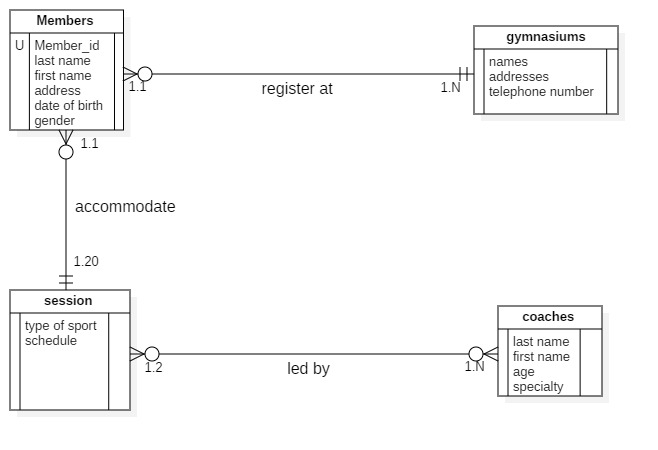 Members
U Member_id
last name
first name
address
date of birth
gender
gymnasiums
names
addresses
telephone number
1.1
register at
1.N
1.1
accommodate
1.20
session
type of sport
schedule
1.2
led by
1.N
coaches
last name
first name
age
specialty